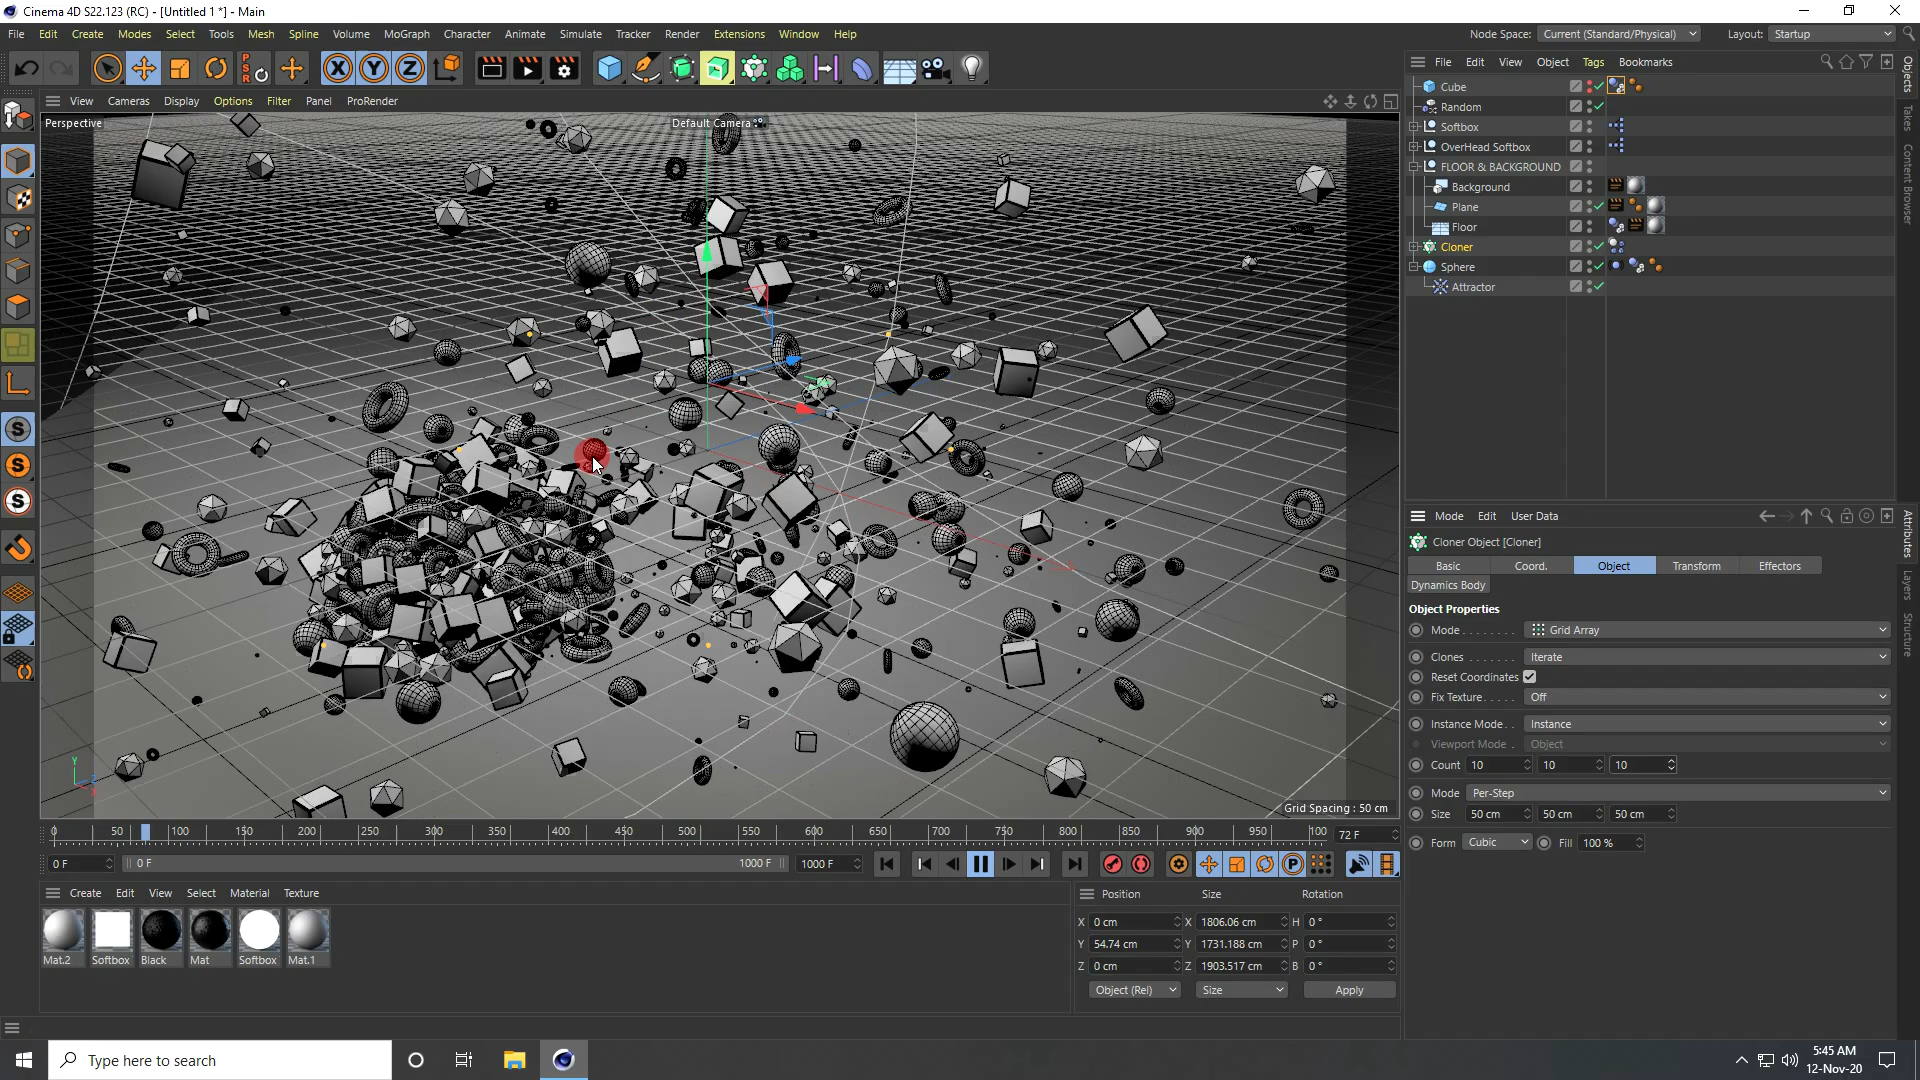 Cinema 4D S22.123 (RC) - [Untitled 1 *] - Main
File Edit Create Modes Select Tools Mesh Spline Volume MoGraph Character Animate Simulate Tracker Render Extensions Window Help
Node Space: Current (Standard/Physical) Layout: Startup
View Cameras Display Options Filter Panel ProRender
Perspective
Default Camera
Grid Spacing : 50 cm
Y
Z
X
File Edit View Object Tags Bookmarks
Cube
Random
Softbox
OverHead Softbox
FLOOR & BACKGROUND
Background
Plane
Floor
Cloner
Sphere
Attractor
Objects
Takes
Content Browser
Mode Edit User Data
Cloner Object [Cloner]
Basic Coord. Object Transform Effectors
Dynamics Body
Object Properties
Mode . . . . . . . . Grid Array
Clones . . . . . . . Iterate
Reset Coordinates
Fix Texture . . . . . Off
Instance Mode . . Instance
Viewport Mode . Object
Count 10 10 10
Mode Per-Step
Size 50 cm 50 cm 50 cm
Form Cubic Fill 100 %
Attributes
Layers
Structure
0 50 100 150 200 250 300 350 400 450 500 550 600 650 700 750 800 850 900 950 100 72 F
0 F 0 F 1000 F 1000 F
Create Edit View Select Material Texture
Mat.2 Softbox Black Mat Softbox Mat.1
Position Size Rotation
X 0 cm X 1806.06 cm H 0 °
Y 54.74 cm Y 1731.188 cm P 0 °
Z 0 cm Z 1903.517 cm B 0 °
Object (Rel) Size Apply
Type here to search
5:45 AM
12-Nov-20